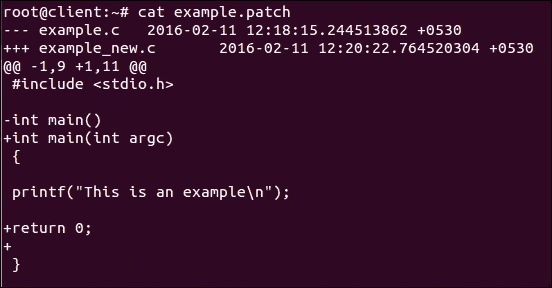 root@client:~# cat example.patch
--- example.c   2016-02-11 12:18:15.244513862 +0530
+++ example_new.c       2016-02-11 12:20:22.764520304 +0530
@@ -1,9 +1,11 @@
 #include <stdio.h>
-int main()
+int main(int argc)
 {
 printf("This is an example\n");
+return 0;
+
 }